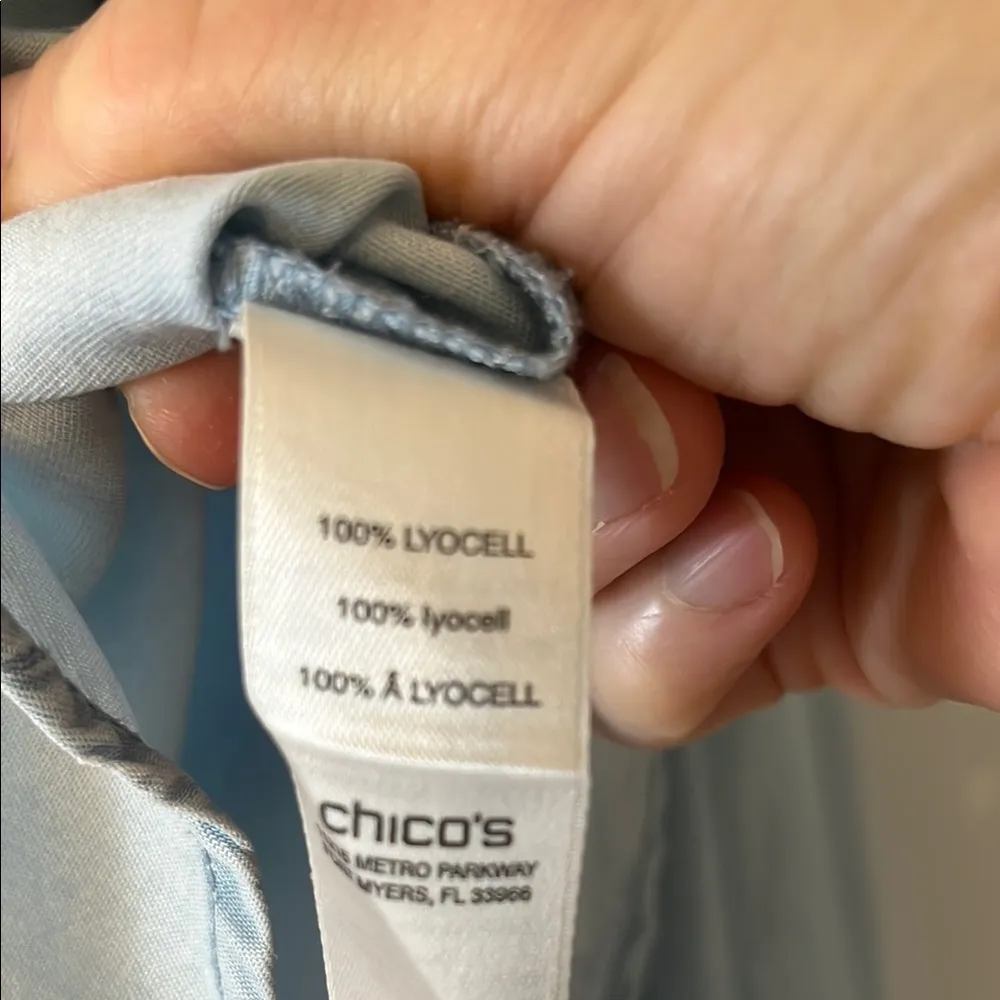 100% LYOCELL
100% lyocell
100% Â LYOCELL
chico's
METRO PARKWAY
MYERS, FL 33966